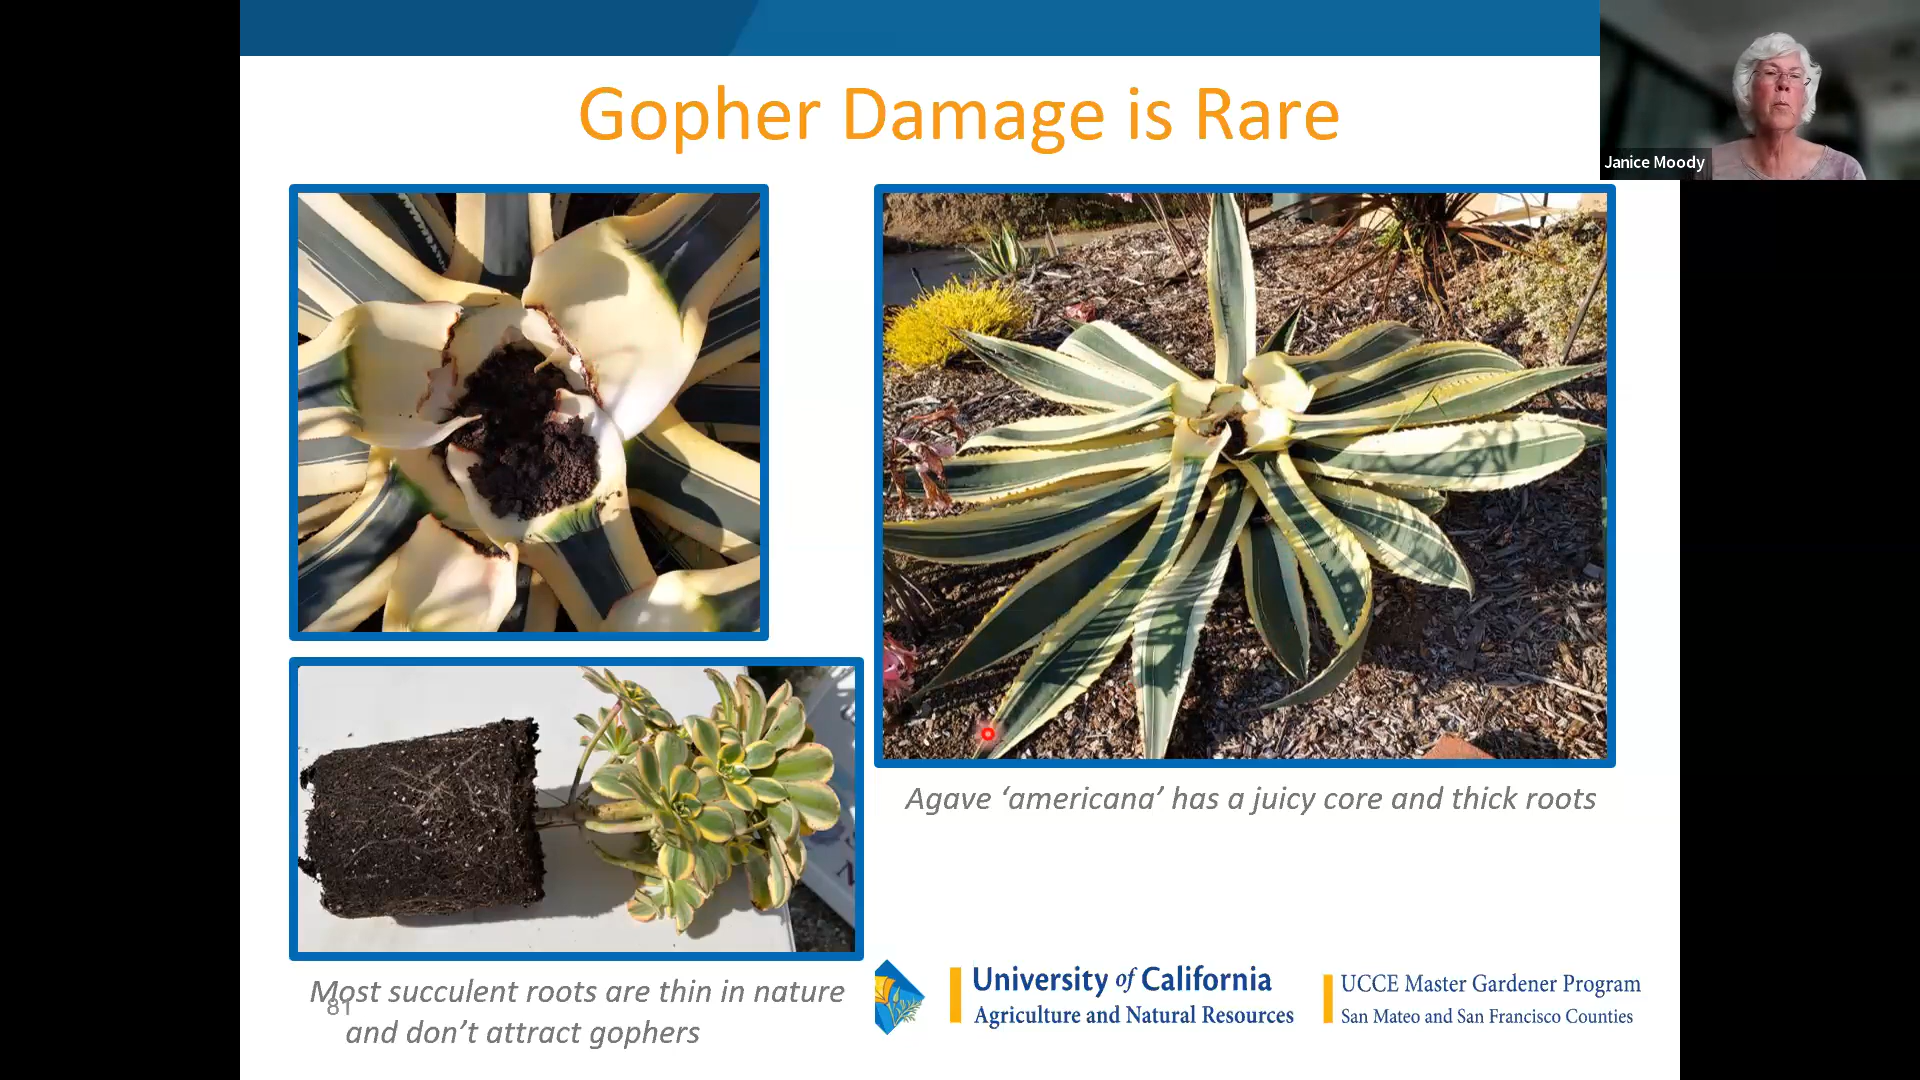 Gopher Damage is Rare
Janice Moody
Agave ‘americana’ has a juicy core and thick roots
Most succulent roots are thin in nature
and don’t attract gophers
81
University of California
Agriculture and Natural Resources
UCCE Master Gardener Program
San Mateo and San Francisco Counties